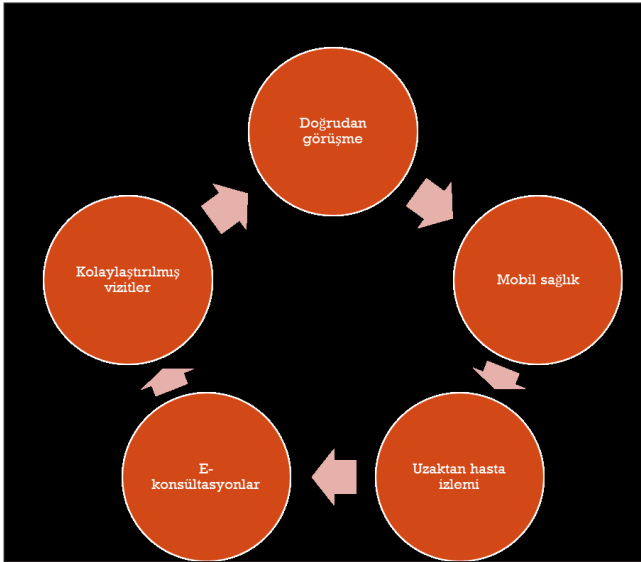 Doğrudan
görüşme
Mobil sağlık
Uzaktan hasta
izlemi
E-
konsültasyonlar
Kolaylaştırılmış
vizitler